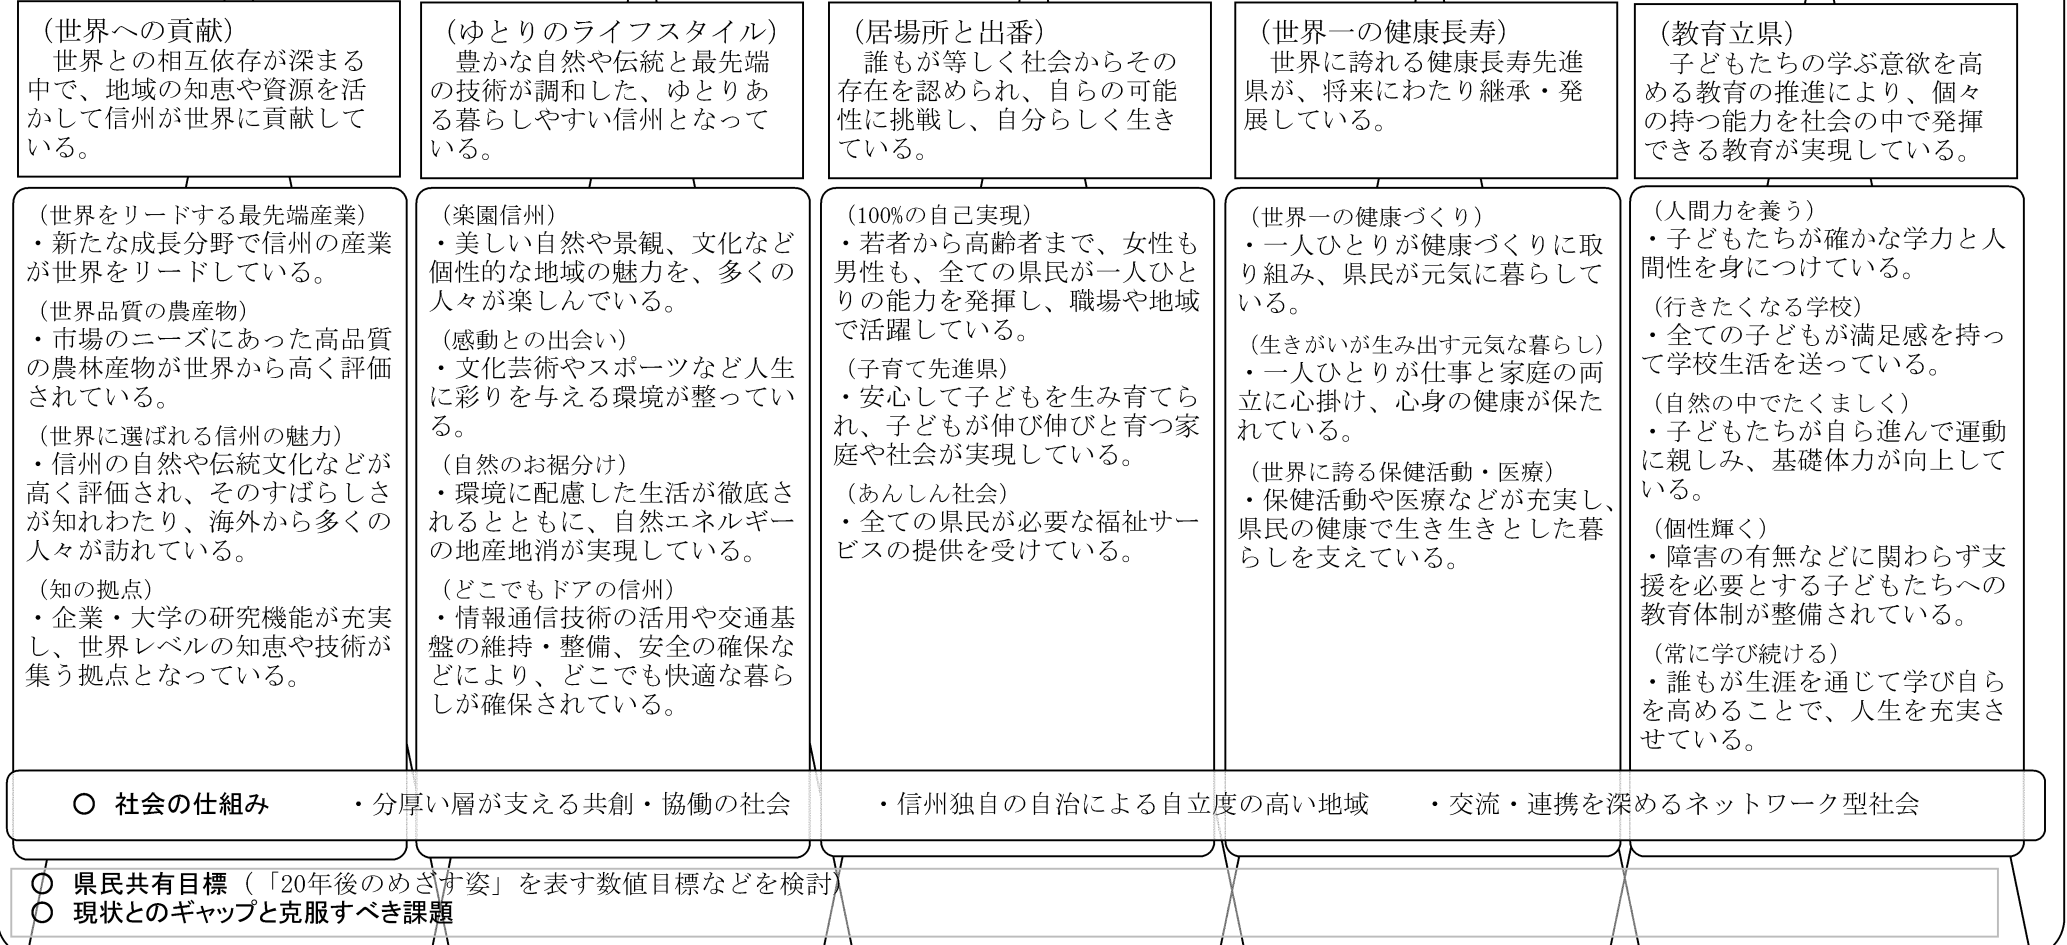 （世界への貢献）
世界との相互依存が深まる
中で、地域の知恵や資源を活
かして信州が世界に貢献して
いる。
（ゆとりのライフスタイル）
豊かな自然や伝統と最先端
の技術が調和した、ゆとりあ
る暮らしやすい信州となって
いる。
（居場所と出番）
誰もが等しく社会からその
存在を認められ、自らの可能
性に挑戦し、自分らしく生き
ている。
（世界一の健康長寿）
世界に誇れる健康長寿先進
県が、将来にわたり継承・発
展している。
（教育立県）
子どもたちの学ぶ意欲を高
める教育の推進により、個々
の持つ能力を社会の中で発揮
できる教育が実現している。
（世界をリードする最先端産業）
・新たな成長分野で信州の産業
が世界をリードしている。
（世界品質の農産物）
・市場のニーズにあった高品質
の農林産物が世界から高く評価
されている。
（世界に選ばれる信州の魅力）
・信州の自然や伝統文化などが
高く評価され、そのすばらしさ
が知れわたり、海外から多くの
人々が訪れている。
（知の拠点）
・企業・大学の研究機能が充実
し、世界レベルの知恵や技術が
集う拠点となっている。
（楽園信州）
・美しい自然や景観、文化など
個性的な地域の魅力を、多くの
人々が楽しんでいる。
（感動との出会い）
・文化芸術やスポーツなど人生
に彩りを与える環境が整ってい
る。
（自然のお裾分け）
・環境に配慮した生活が徹底さ
れるとともに、自然エネルギー
の地産地消が実現している。
（どこでもドアの信州）
・情報通信技術の活用や交通基
盤の維持・整備、安全の確保な
どにより、どこでも快適な暮ら
しが確保されている。
（100%の自己実現）
・若者から高齢者まで、女性も
男性も、全ての県民が一人ひと
りの能力を発揮し、職場や地域
で活躍している。
（子育て先進県）
・安心して子どもを生み育てら
れ、子どもが伸び伸びと育つ家
庭や社会が実現している。
（あんしん社会）
・全ての県民が必要な福祉サー
ビスの提供を受けている。
（世界一の健康づくり）
・一人ひとりが健康づくりに取
り組み、県民が元気に暮らして
いる。
（生きがいが生み出す元気な暮らし）
・一人ひとりが仕事と家庭の両
立に心掛け、心身の健康が保た
れている。
（世界に誇る保健活動・医療）
・保健活動や医療などが充実し、
県民の健康で生き生きとした暮
らしを支えている。
（人間力を養う）
・子どもたちが確かな学力と人
間性を身につけている。
（行きたくなる学校）
・全ての子どもが満足感を持っ
て学校生活を送っている。
（自然の中でたくましく）
・子どもたちが自ら進んで運動
に親しみ、基礎体力が向上して
いる。
（個性輝く）
・障害の有無などに関わらず支
援を必要とする子どもたちへの
教育体制が整備されている。
（常に学び続ける）
・誰もが生涯を通じて学び自ら
を高めることで、人生を充実さ
せている。
○ 社会の仕組み ・分厚い層が支える共創・協働の社会 ・信州独自の自治による自立度の高い地域 ・交流・連携を深めるネットワーク型社会
○ 県民共有目標（「20年後のめざす姿」を表す数値目標などを検討）
○ 現状とのギャップと克服すべき課題